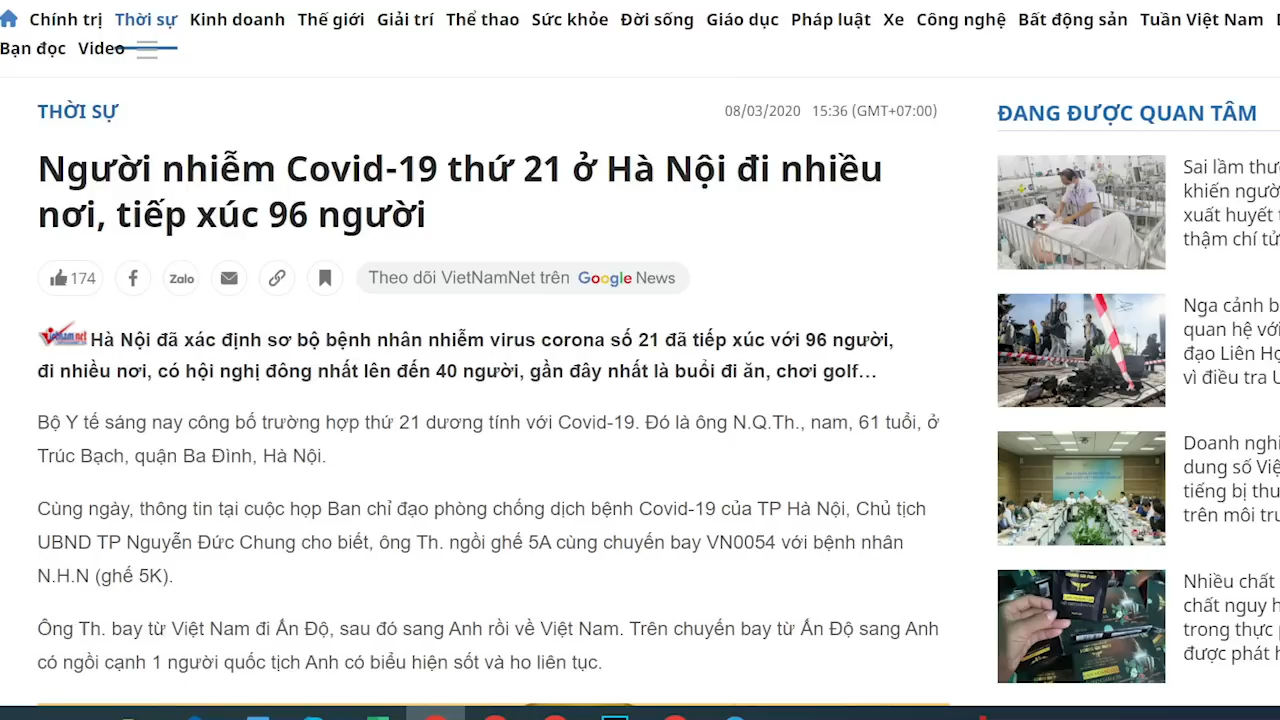 Chính trị Thời sự Kinh doanh Thế giới Giải trí Thể thao Sức khỏe Đời sống Giáo dục Pháp luật Xe Công nghệ Bất động sản Tuần Việt Nam
Bạn đọc Video
THỜI SỰ
08/03/2020 15:36 (GMT+07:00)
Người nhiễm Covid-19 thứ 21 ở Hà Nội đi nhiều
nơi, tiếp xúc 96 người
174 Zalo Theo dõi VietNamNet trên Google News
Hà Nội đã xác định sơ bộ bệnh nhân nhiễm virus corona số 21 đã tiếp xúc với 96 người,
đi nhiều nơi, có hội nghị đông nhất lên đến 40 người, gần đây nhất là buổi đi ăn, chơi golf…
Bộ Y tế sáng nay công bố trường hợp thứ 21 dương tính với Covid-19. Đó là ông N.Q.Th., nam, 61 tuổi, ở
Trúc Bạch, quận Ba Đình, Hà Nội.
Cùng ngày, thông tin tại cuộc họp Ban chỉ đạo phòng chống dịch bệnh Covid-19 của TP Hà Nội, Chủ tịch
UBND TP Nguyễn Đức Chung cho biết, ông Th. ngồi ghế 5A cùng chuyến bay VN0054 với bệnh nhân
N.H.N (ghế 5K).
Ông Th. bay từ Việt Nam đi Ấn Độ, sau đó sang Anh rồi về Việt Nam. Trên chuyến bay từ Ấn Độ sang Anh
có ngồi cạnh 1 người quốc tịch Anh có biểu hiện sốt và ho liên tục.
ĐANG ĐƯỢC QUAN TÂM
Sai lầm
khiến người
xuất huyết
thậm chí
Nga cảnh
quan hệ với
đạo Liên
vì điều tra
Doanh
dung số
tiếng bị
trên môi
Nhiều chất
chất nguy
trong thực
được phát